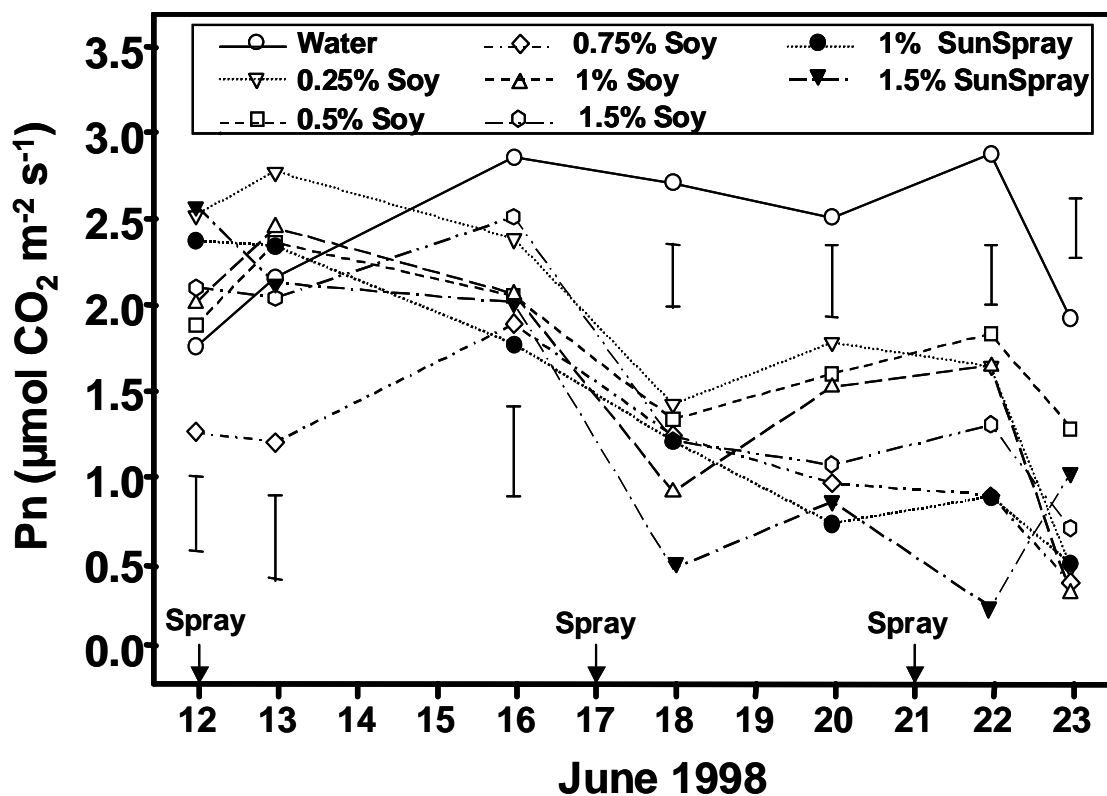 Water
0.25% Soy
0.5% Soy
0.75% Soy
1% Soy
1.5% Soy
1% SunSpray
1.5% SunSpray
Pn (µmol CO₂ m⁻² s⁻¹)
3.5
3.0
2.5
2.0
1.5
1.0
0.5
0.0
Spray
Spray
Spray
12 13 14 15 16 17 18 19 20 21 22 23
June 1998